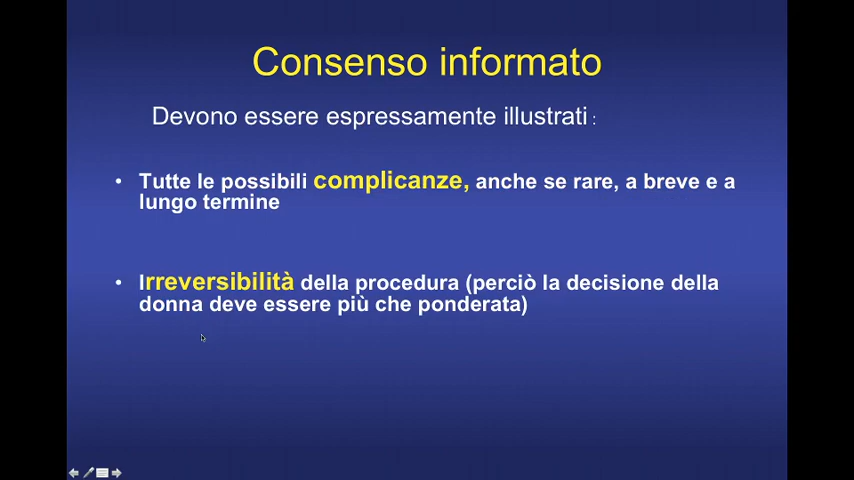 Consenso informato
Devono essere espressamente illustrati :
• Tutte le possibili complicanze, anche se rare, a breve e a
lungo termine
• Irreversibilità della procedura (perciò la decisione della
donna deve essere più che ponderata)